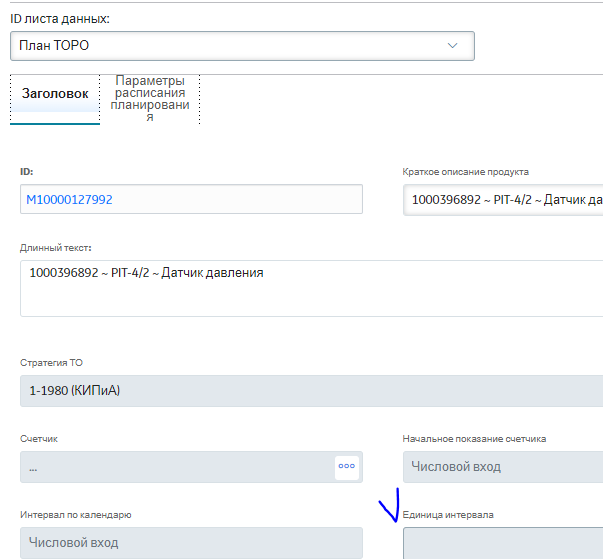 ID листа данных:
План ТОРО
Заголовок
Параметры
расписания
планировани
я
ID:
M10000127992
Краткое описание продукта
1000396892 ~ PIT-4/2 ~ Датчик да
Длинный текст:
1000396892 ~ PIT-4/2 ~ Датчик давления
Стратегия ТО
1-1980 (КИПиА)
Счетчик
...
Начальное показание счетчика
Числовой вход
Интервал по календарю
Числовой вход
Единица интервала